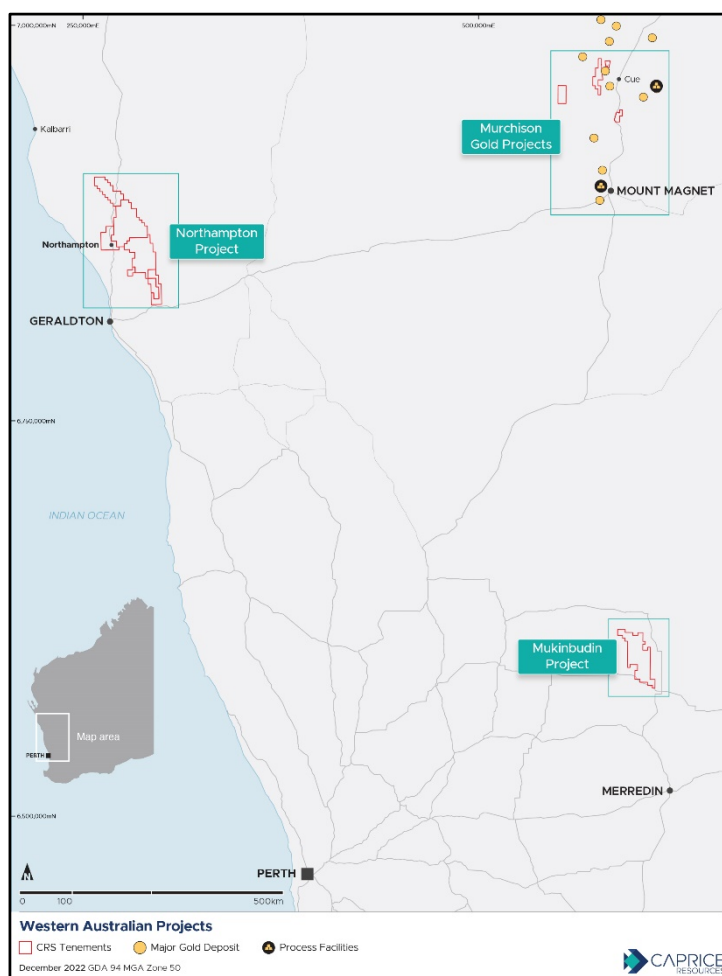 7,000,000mN
250,000mE
500,000mE
Cue
Kalbarri
Murchison
Gold Projects
MOUNT MAGNET
Northampton
Northampton
Project
GERALDTON
6,750,000mN
INDIAN OCEAN
Mukinbudin
Project
Map area
PERTH
MERREDIN
6,500,000mN
N
PERTH
0 100 500km
Western Australian Projects
CRS Tenements Major Gold Deposit Process Facilities
December 2022 GDA 94 MGA Zone 50
CAPRICE
RESOURCES